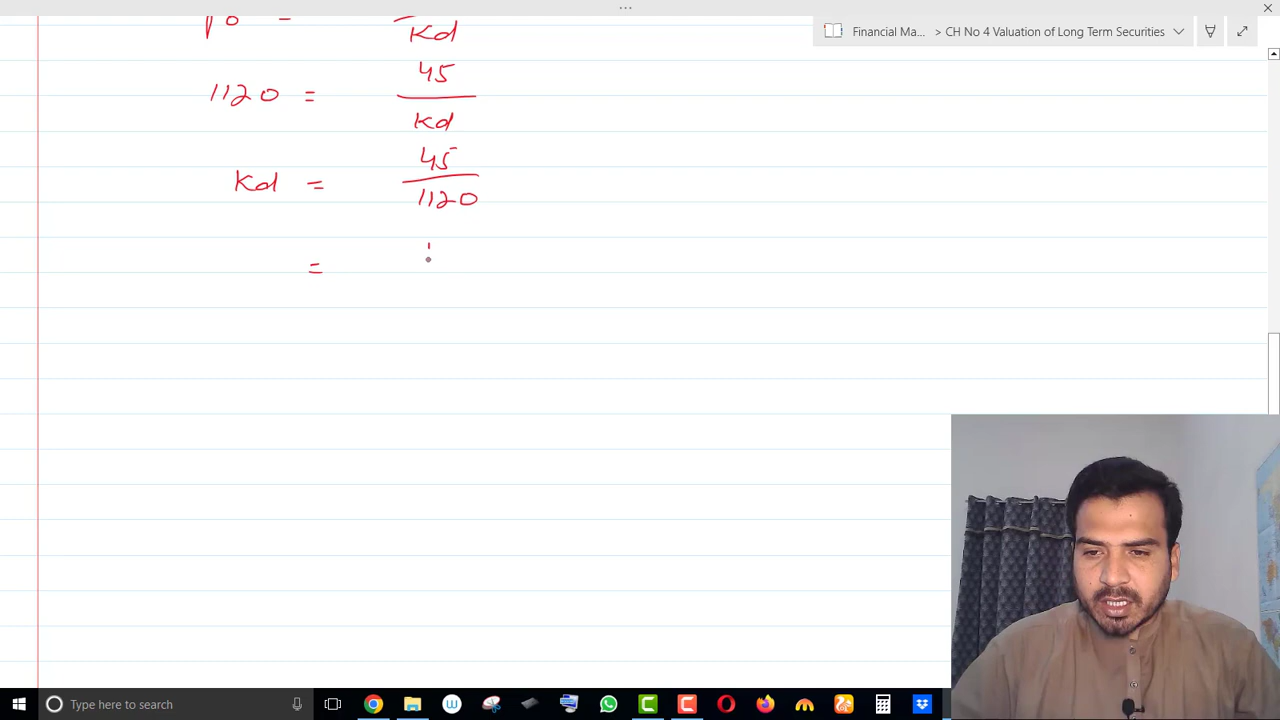 Financial Ma... > CH No 4 Valuation of Long Term Securities
Po =
Kd
1120 = 45
Kd
Kd = 45
1120
=
Type here to search